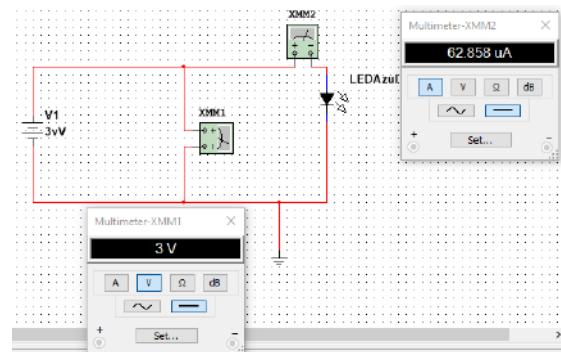 XMM2
Multimeter-XMM2
62.858 uA
A V Ω dB
+ Set... -
LEDAzul
V1
3vV
XMM1
Multimeter-XMM1
3 V
A V Ω dB
+ Set... -